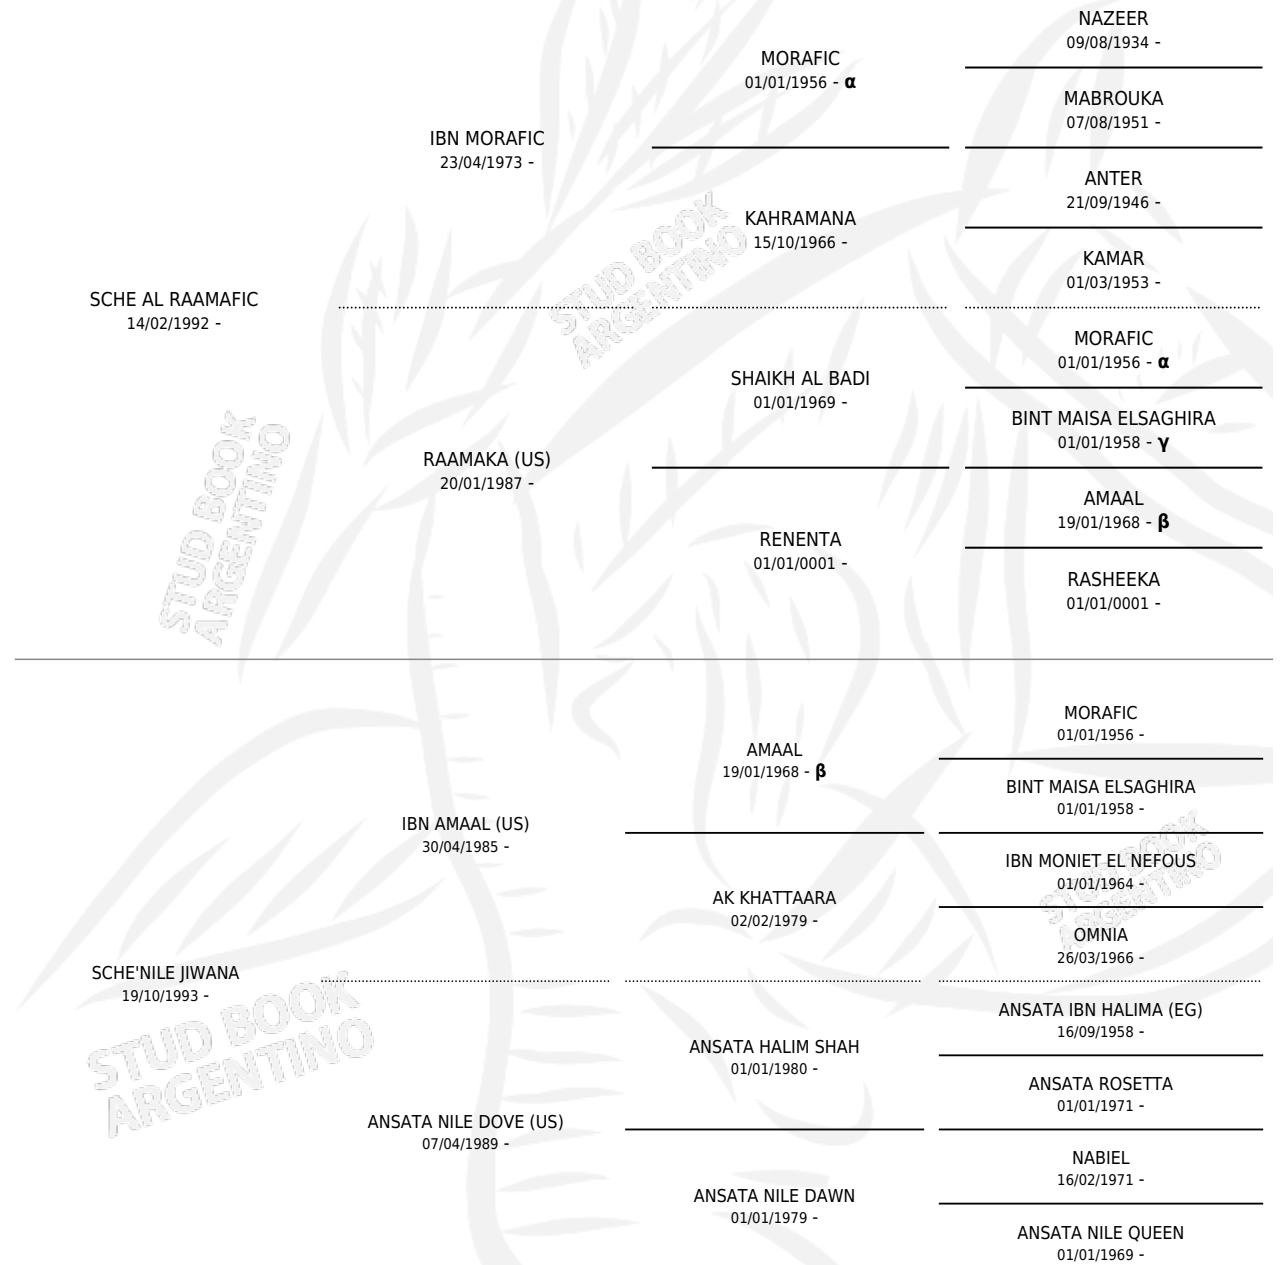 NAZEER
09/08/1934 -
MORAFIC
01/01/1956 - α
MABROUKA
07/08/1951 -
IBN MORAFIC
23/04/1973 -
ANTER
21/09/1946 -
KAHRAMANA
15/10/1966 -
KAMAR
01/03/1953 -
SCHE AL RAAMAFIC
14/02/1992 -
MORAFIC
01/01/1956 - α
SHAIKH AL BADI
01/01/1969 -
BINT MAISA ELSAGHIRA
01/01/1958 - γ
RAAMAKA (US)
20/01/1987 -
AMAAL
19/01/1968 - β
RENENTA
01/01/0001 -
RASHEEKA
01/01/0001 -
MORAFIC
01/01/1956 -
AMAAL
19/01/1968 - β
BINT MAISA ELSAGHIRA
01/01/1958 -
IBN AMAAL (US)
30/04/1985 -
IBN MONIET EL NEFOUS
01/01/1964 -
AK KHATTAARA
02/02/1979 -
OMNIA
26/03/1966 -
SCHE'NILE JIWANA
19/10/1993 -
ANSATA IBN HALIMA (EG)
16/09/1958 -
ANSATA HALIM SHAH
01/01/1980 -
ANSATA ROSETTA
01/01/1971 -
ANSATA NILE DOVE (US)
07/04/1989 -
NABIEL
16/02/1971 -
ANSATA NILE DAWN
01/01/1979 -
ANSATA NILE QUEEN
01/01/1969 -
STUD BOOK
ARGENTINO
STUD BOOK
ARGENTINO
STUD BOOK
ARGENTINO
STUD BOOK
ARGENTINO